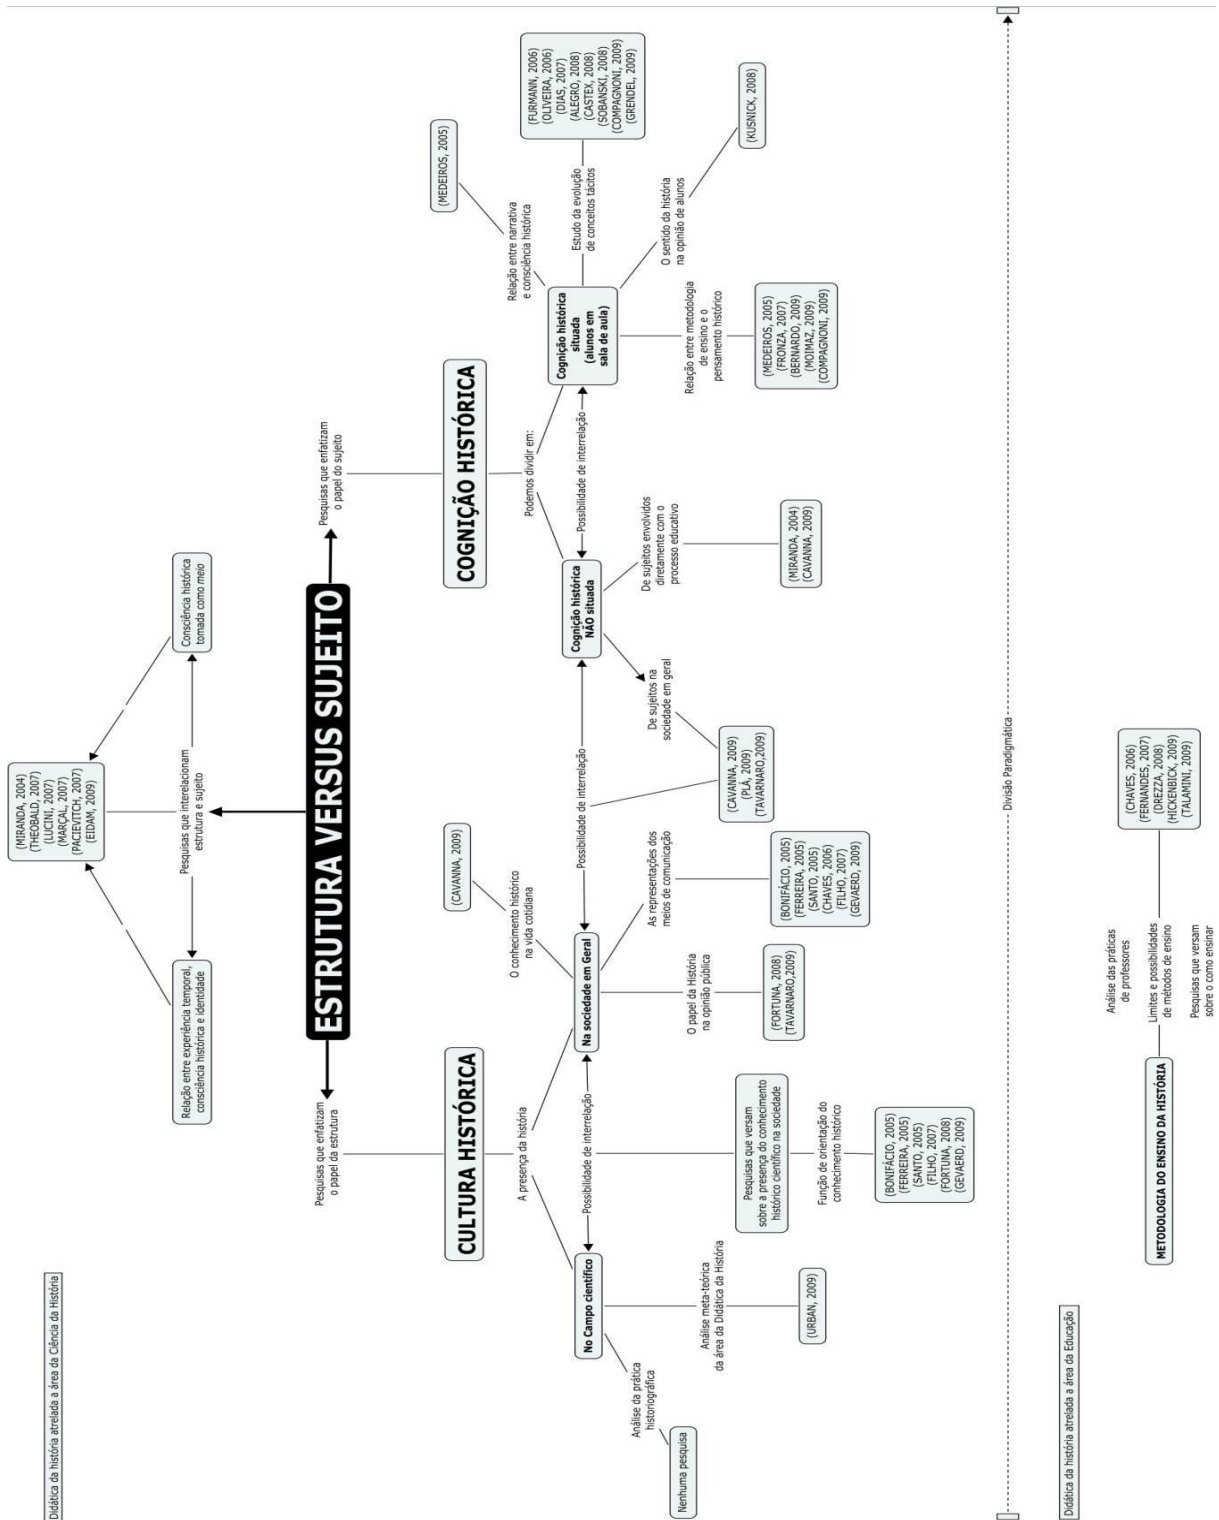 Didática da história atrelada a área da Ciência da História
(MIRANDA, 2004)
(THEOBALD, 2007)
(LUCINI, 2007)
(MARÇAL, 2007)
(PACIEVITCH, 2007)
(EIDAM, 2009)
Relação entre experiência temporal,
consciência histórica e identidade
Pesquisas que interelacionam
estrutura e sujeito
Consciência histórica
tomada como meio
ESTRUTURA VERSUS SUJEITO
Pesquisas que enfatizam
o papel da estrutura
Pesquisas que enfatizam
o papel do sujeito
CULTURA HISTÓRICA
COGNIÇÃO HISTÓRICA
A presença da história
O conhecimento histórico
na vida cotidiana
(CAVANNA, 2009)
Podemos dividir em:
Relação entre narrativa
e consciência histórica
(MEDEIROS, 2005)
No Campo científico
Possibilidade de interrelação
Na sociedade em Geral
Possibilidade de interrelação
Cognição histórica
NÃO situada
Possibilidade de interrelação
Cognição histórica
situada
(alunos em
sala de aula)
Estudo da evolução
de conceitos tácitos
(FURMANN, 2006)
(OLIVEIRA, 2006)
(DIAS, 2007)
(ALEGRO, 2008)
(CASTEX, 2008)
(SOBANSKI, 2008)
(COMPAGNONI, 2009)
(GRENDEL, 2009)
Análise da prática
historiográfica
Nenhuma pesquisa
Análise meta-teórica
da área da Didática da História
(URBAN, 2009)
Pesquisas que versam
sobre a presença do conhecimento
histórico científico na sociedade
Função de orientação do
conhecimento histórico
(BONIFÁCIO, 2005)
(FERREIRA, 2005)
(SANTO, 2005)
(FILHO, 2007)
(FORTUNA, 2008)
(GEVAERD, 2009)
O papel da História
na opinião pública
(FORTUNA, 2008)
(TAVARNARO,2009)
As representações dos
meios de comunicação
(BONIFÁCIO, 2005)
(FERREIRA, 2005)
(SANTO, 2005)
(CHAVES, 2006)
(FILHO, 2007)
(GEVAERD, 2009)
De sujeitos na
sociedade em geral
(CAVANNA, 2009)
(PLÁ, 2009)
(TAVARNARO,2009)
De sujeitos envolvidos
diretamente com o
processo educativo
(MIRANDA, 2004)
(CAVANNA, 2009)
Relação entre metodologia
de ensino e o
pensamento histórico
(MEDEIROS, 2005)
(FRONZA, 2007)
(BERNARDO, 2009)
(MOIMAZ, 2009)
(COMPAGNONI, 2009)
O sentido da história
na opinião de alunos
(KUSNICK, 2008)
Divisão Paradigmática
Didática da história atrelada a área da Educação
METODOLOGIA DO ENSINO DA HISTÓRIA
Análise das práticas
de professores
Limites e possibilidades
de métodos de ensino
Pesquisas que versam
sobre o como ensinar
(CHAVES, 2006)
(FERNANDES, 2007)
(DREZZA, 2008)
(HICKENBICK, 2009)
(TALAMINI, 2009)